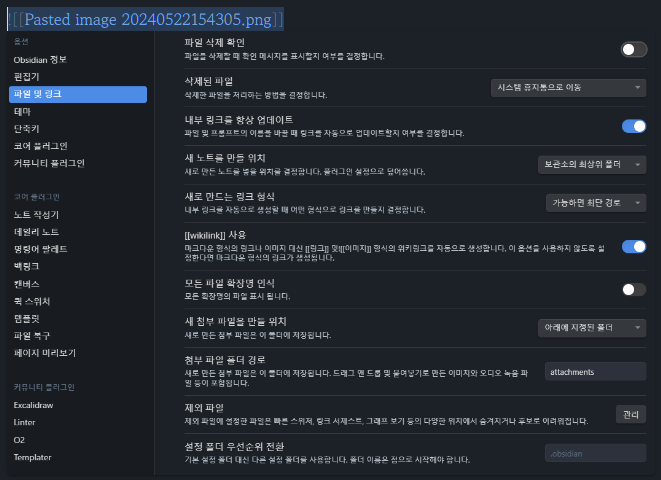 ![[Pasted image 20240522154305.png]]
옵션
Obsidian 정보
편집기
파일 및 링크
테마
단축키
코어 플러그인
커뮤니티 플러그인
코어 플러그인
노트 작성기
데일리 노트
명령어 팔레트
백링크
캔버스
퀵 스위처
템플릿
파일 복구
페이지 미리보기
커뮤니티 플러그인
Excalidraw
Linter
O2
Templater
파일 삭제 확인
파일을 삭제할 때 확인 메시지를 표시할지 여부를 결정합니다.
삭제된 파일
삭제한 파일을 처리하는 방법을 결정합니다.
시스템 휴지통으로 이동
내부 링크를 항상 업데이트
파일 및 프롬프트의 이름을 바꿀 때 링크를 자동으로 업데이트할지 여부를 결정합니다.
새 노트를 만들 위치
새로 만든 노트를 넣을 위치를 결정합니다. 플러그인 설정으로 덮어씁니다.
보관소의 최상위 폴더
새로 만드는 링크 형식
내부 링크를 자동으로 생성할 때 어떤 형식으로 링크를 만들지 결정합니다.
가능하면 최단 경로
[[wikilink]] 사용
마크다운 형식의 링크나 이미지 대신 [[링크]] 및![[이미지]] 형식의 위키링크를 자동으로 생성합니다. 이 옵션을 사용하지 않도록 설
정한다면 마크다운 형식의 링크가 생성됩니다.
모든 파일 확장명 인식
모든 확장명의 파일 표시 됩니다.
새 첨부 파일을 만들 위치
새로 만든 첨부 파일은 이 폴더에 저장됩니다.
아래에 지정된 폴더
첨부 파일 폴더 경로
새로 만든 첨부 파일은 이 폴더에 저장됩니다. 드래그 앤 드롭 및 붙여넣기로 만든 이미지와 오디오 녹음 파
일 등이 포함됩니다.
attachments
제외 파일
제외 파일에 설정한 파일은 빠른 스위처, 링크 서제스트, 그래프 보기 등의 다양한 위치에서 숨겨지거나 후보로 여려워집니다.
관리
설정 폴더 우선순위 전환
기본 설정 폴더 대신 다른 설정 폴더를 사용합니다. 폴더 이름은 점으로 시작해야 합니다.
.obsidian